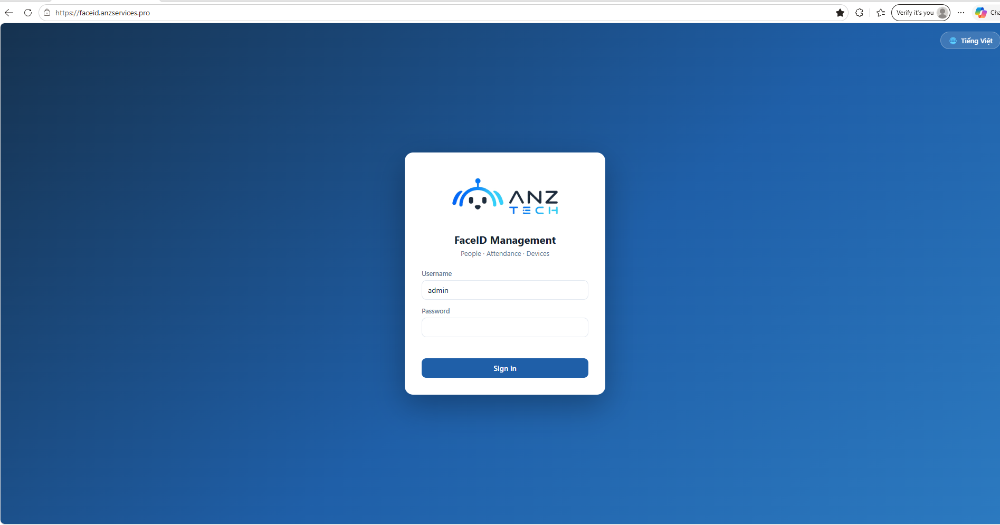 https://faceid.anzservices.pro
Verify it's you
Tiếng Việt
ANZ
TECH
FaceID Management
People · Attendance · Devices
Username
admin
Password
Sign in